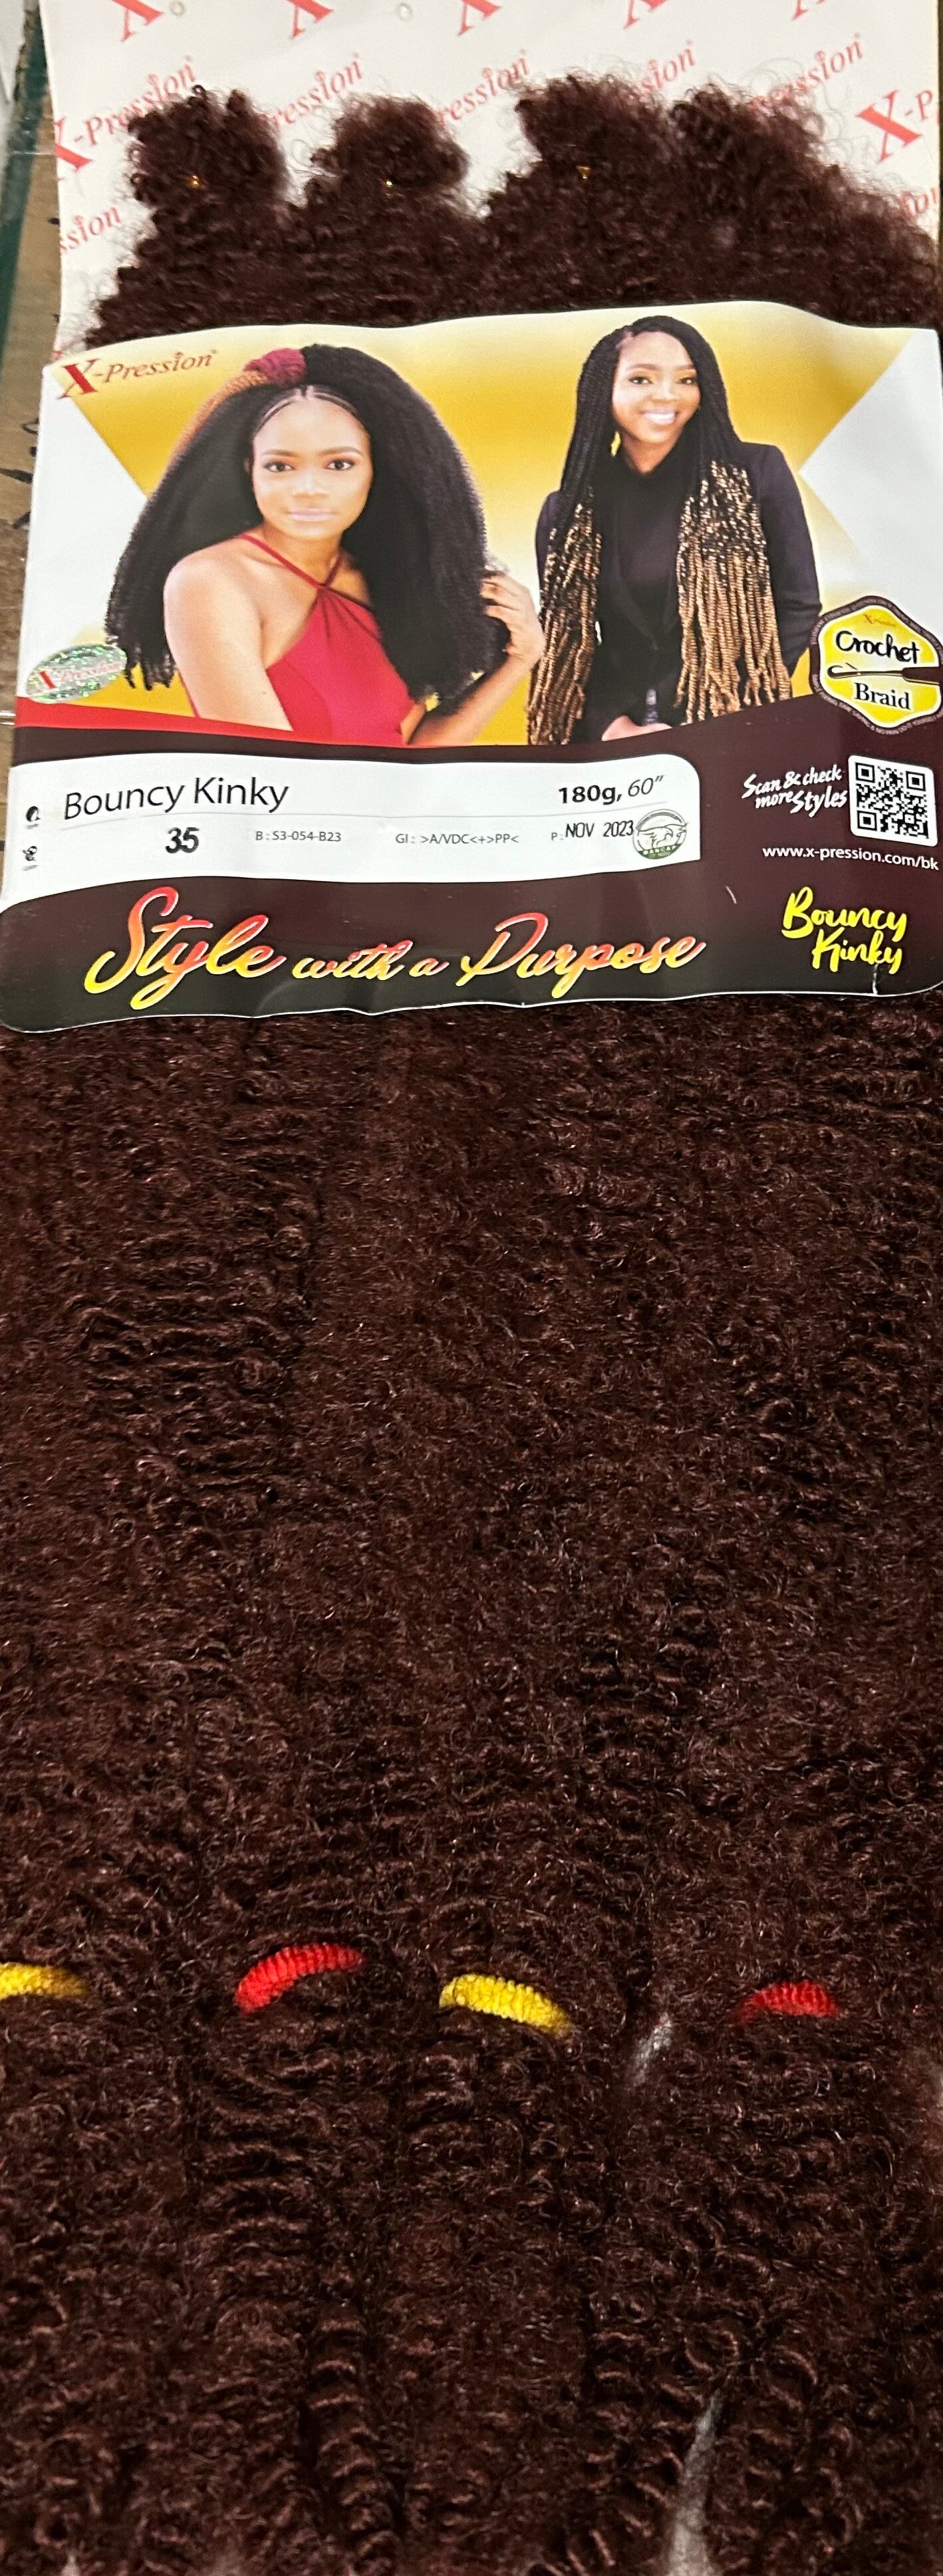 X-Pression
X-Pression
Crochet
Braid
Bouncy Kinky
180g, 60"
35
B : S3-054-B23
GI : >A/VDC<+>PP<
P : NOV 2023
Scan & check
more Styles
www.x-pression.com/bk
Style with a Purpose
Bouncy
Kinky